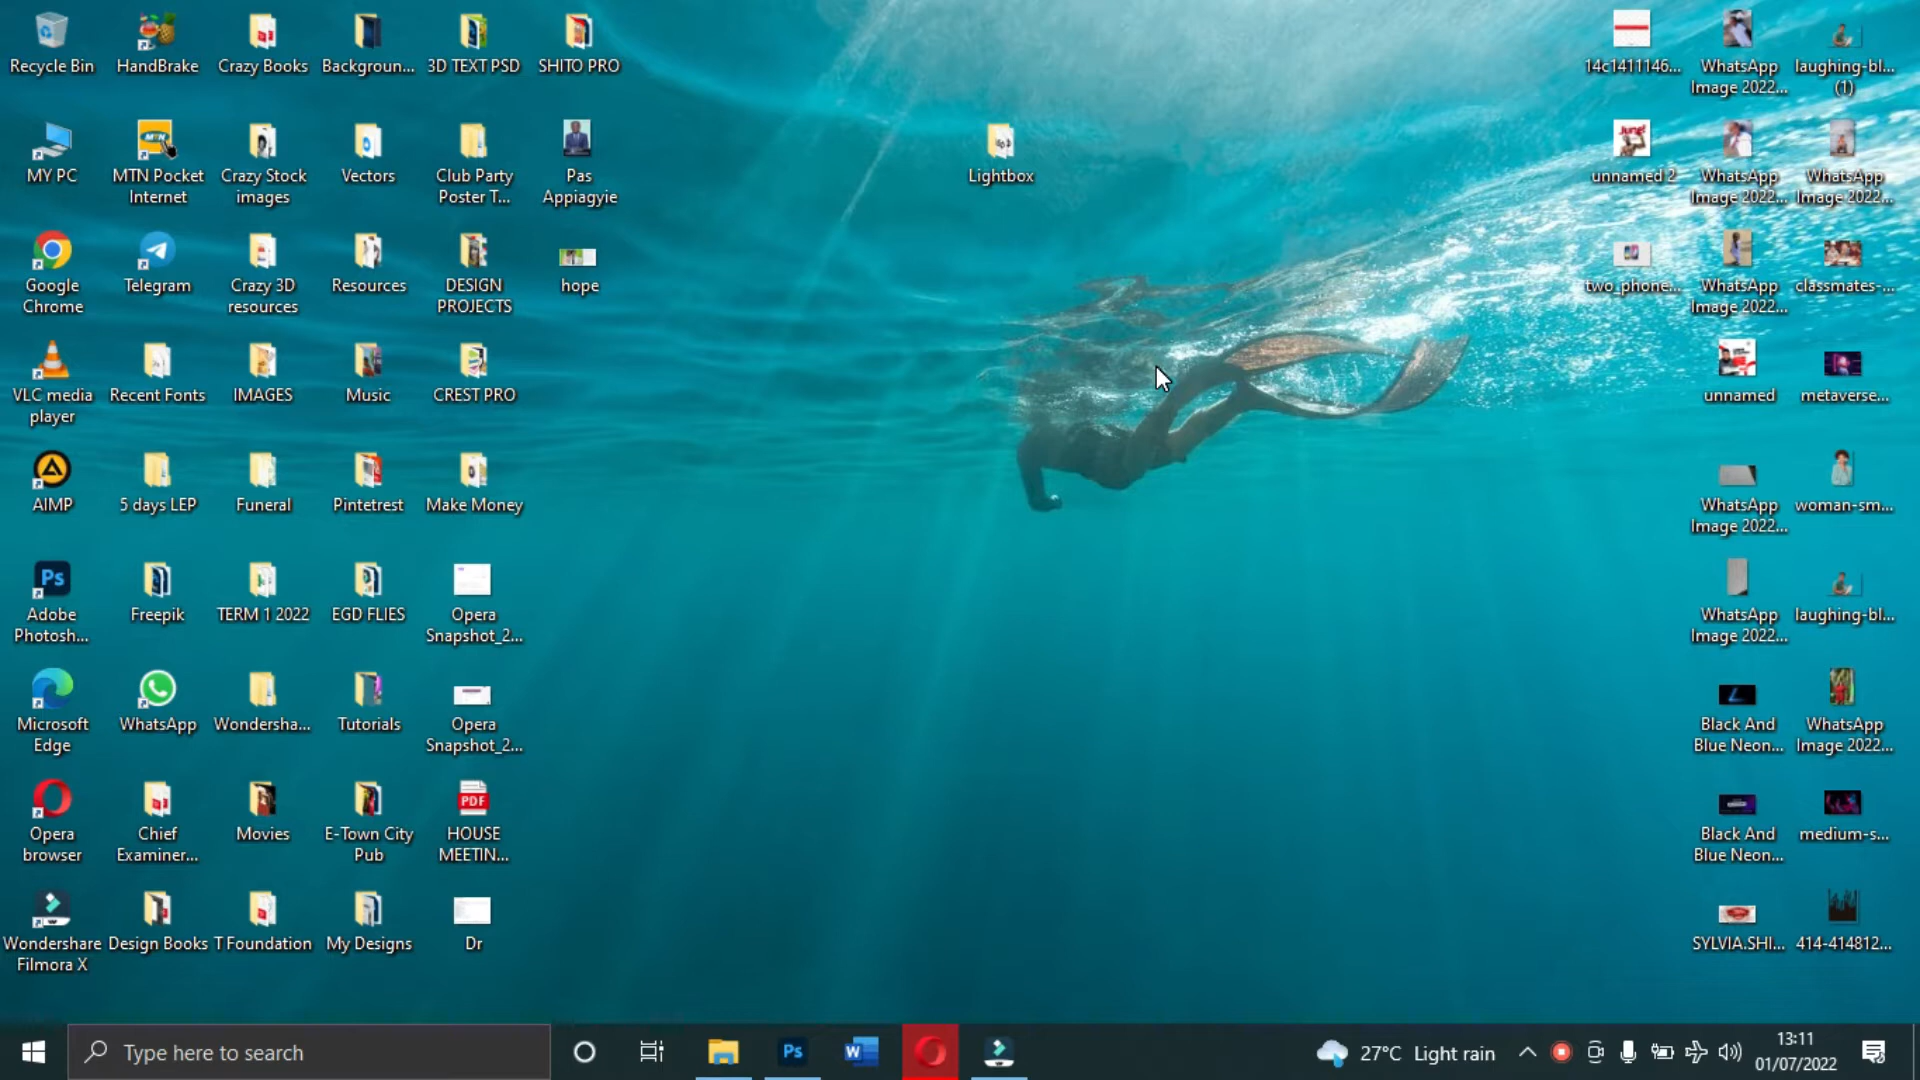 Recycle Bin
HandBrake
Crazy Books
Backgroun...
3D TEXT PSD
SHITO PRO
14c1411146...
WhatsApp
Image 2022...
laughing-bl...
(1)
MY PC
MTN Pocket
Internet
Crazy Stock
images
Vectors
Club Party
Poster T...
Pas
Appiagyie
Lightbox
unnamed 2
WhatsApp
Image 2022...
WhatsApp
Image 2022...
Google
Chrome
Telegram
Crazy 3D
resources
Resources
DESIGN
PROJECTS
hope
two_phone...
WhatsApp
Image 2022...
classmates-...
VLC media
player
Recent Fonts
IMAGES
Music
CREST PRO
unnamed
metaverse...
AIMP
5 days LEP
Funeral
Pintetrest
Make Money
WhatsApp
Image 2022...
woman-sm...
Ps
Adobe
Photosh...
Freepik
TERM 1 2022
EGD FLIES
Opera
Snapshot_2...
WhatsApp
Image 2022...
laughing-bl...
Microsoft
Edge
WhatsApp
Wondersha...
Tutorials
Opera
Snapshot_2...
Black And
Blue Neon...
WhatsApp
Image 2022...
Opera
browser
Chief
Examiner...
Movies
E-Town City
Pub
PDF
HOUSE
MEETIN...
Black And
Blue Neon...
medium-s...
Wondershare
Filmora X
Design Books
T Foundation
My Designs
Dr
SYLVIA.SHI...
414-414812...
Type here to search
Ps
W
27°C Light rain
13:11
01/07/2022